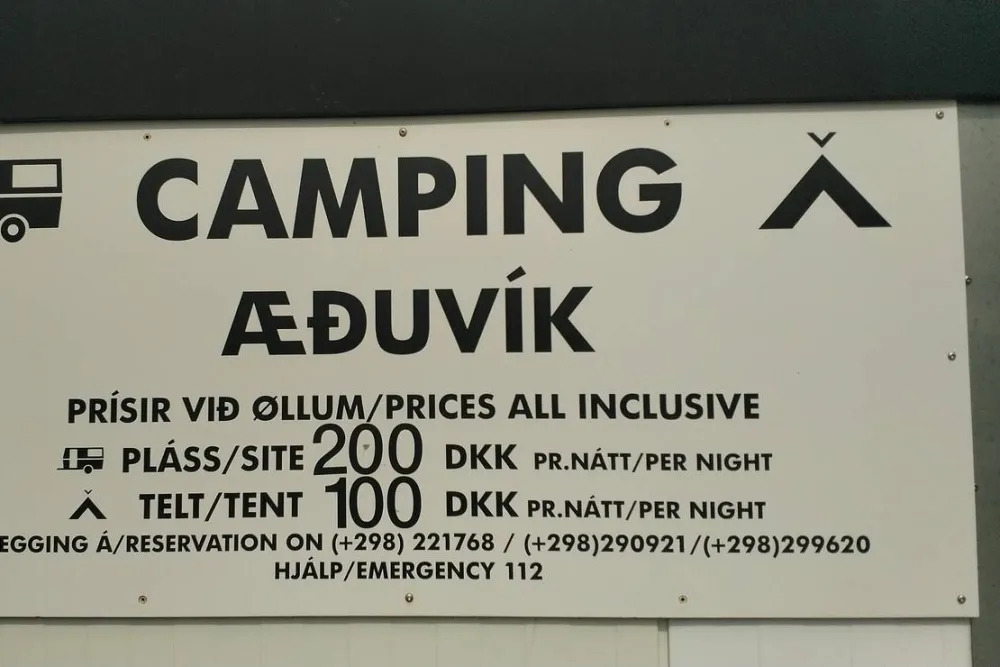 CAMPING
ÆÐUVÍK
PRÍSIR VIÐ ØLLUM/PRICES ALL INCLUSIVE
PLÁSS/SITE 200 DKK PR.NÁTT/PER NIGHT
TELT/TENT 100 DKK PR.NÁTT/PER NIGHT
EGGING Á/RESERVATION ON (+298) 221768 / (+298)290921/(+298)299620
HJÁLP/EMERGENCY 112